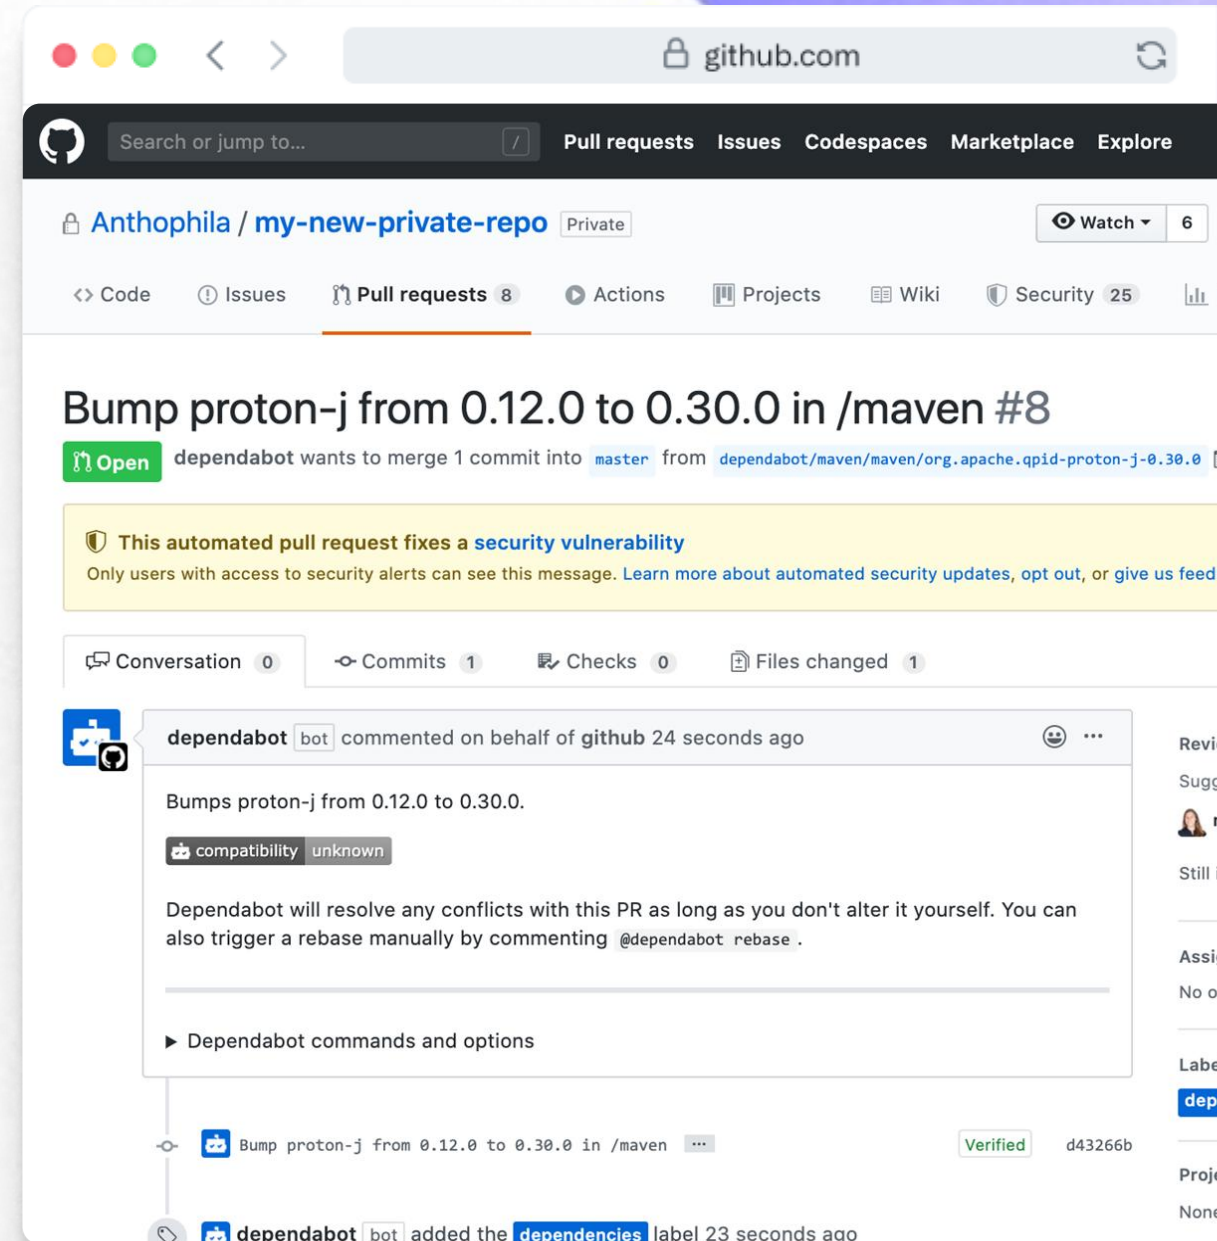 github.com
Search or jump to... / Pull requests Issues Codespaces Marketplace Explore
Anthophila / my-new-private-repo Private Watch 6
Code Issues Pull requests 8 Actions Projects Wiki Security 25
Bump proton-j from 0.12.0 to 0.30.0 in /maven #8
Open dependabot wants to merge 1 commit into master from dependabot/maven/maven/org.apache.qpid-proton-j-0.30.0
This automated pull request fixes a security vulnerability
Only users with access to security alerts can see this message. Learn more about automated security updates, opt out, or give us feed
Conversation 0 Commits 1 Checks 0 Files changed 1
dependabot bot commented on behalf of github 24 seconds ago ...
Revi
Bumps proton-j from 0.12.0 to 0.30.0.
Sugg
compatibility unknown
Still
Dependabot will resolve any conflicts with this PR as long as you don't alter it yourself. You can
also trigger a rebase manually by commenting @dependabot rebase .
Assi
No o
Dependabot commands and options
Labe
dep
Bump proton-j from 0.12.0 to 0.30.0 in /maven ... Verified d43266b
Proje
None
dependabot bot added the dependencies label 23 seconds ago